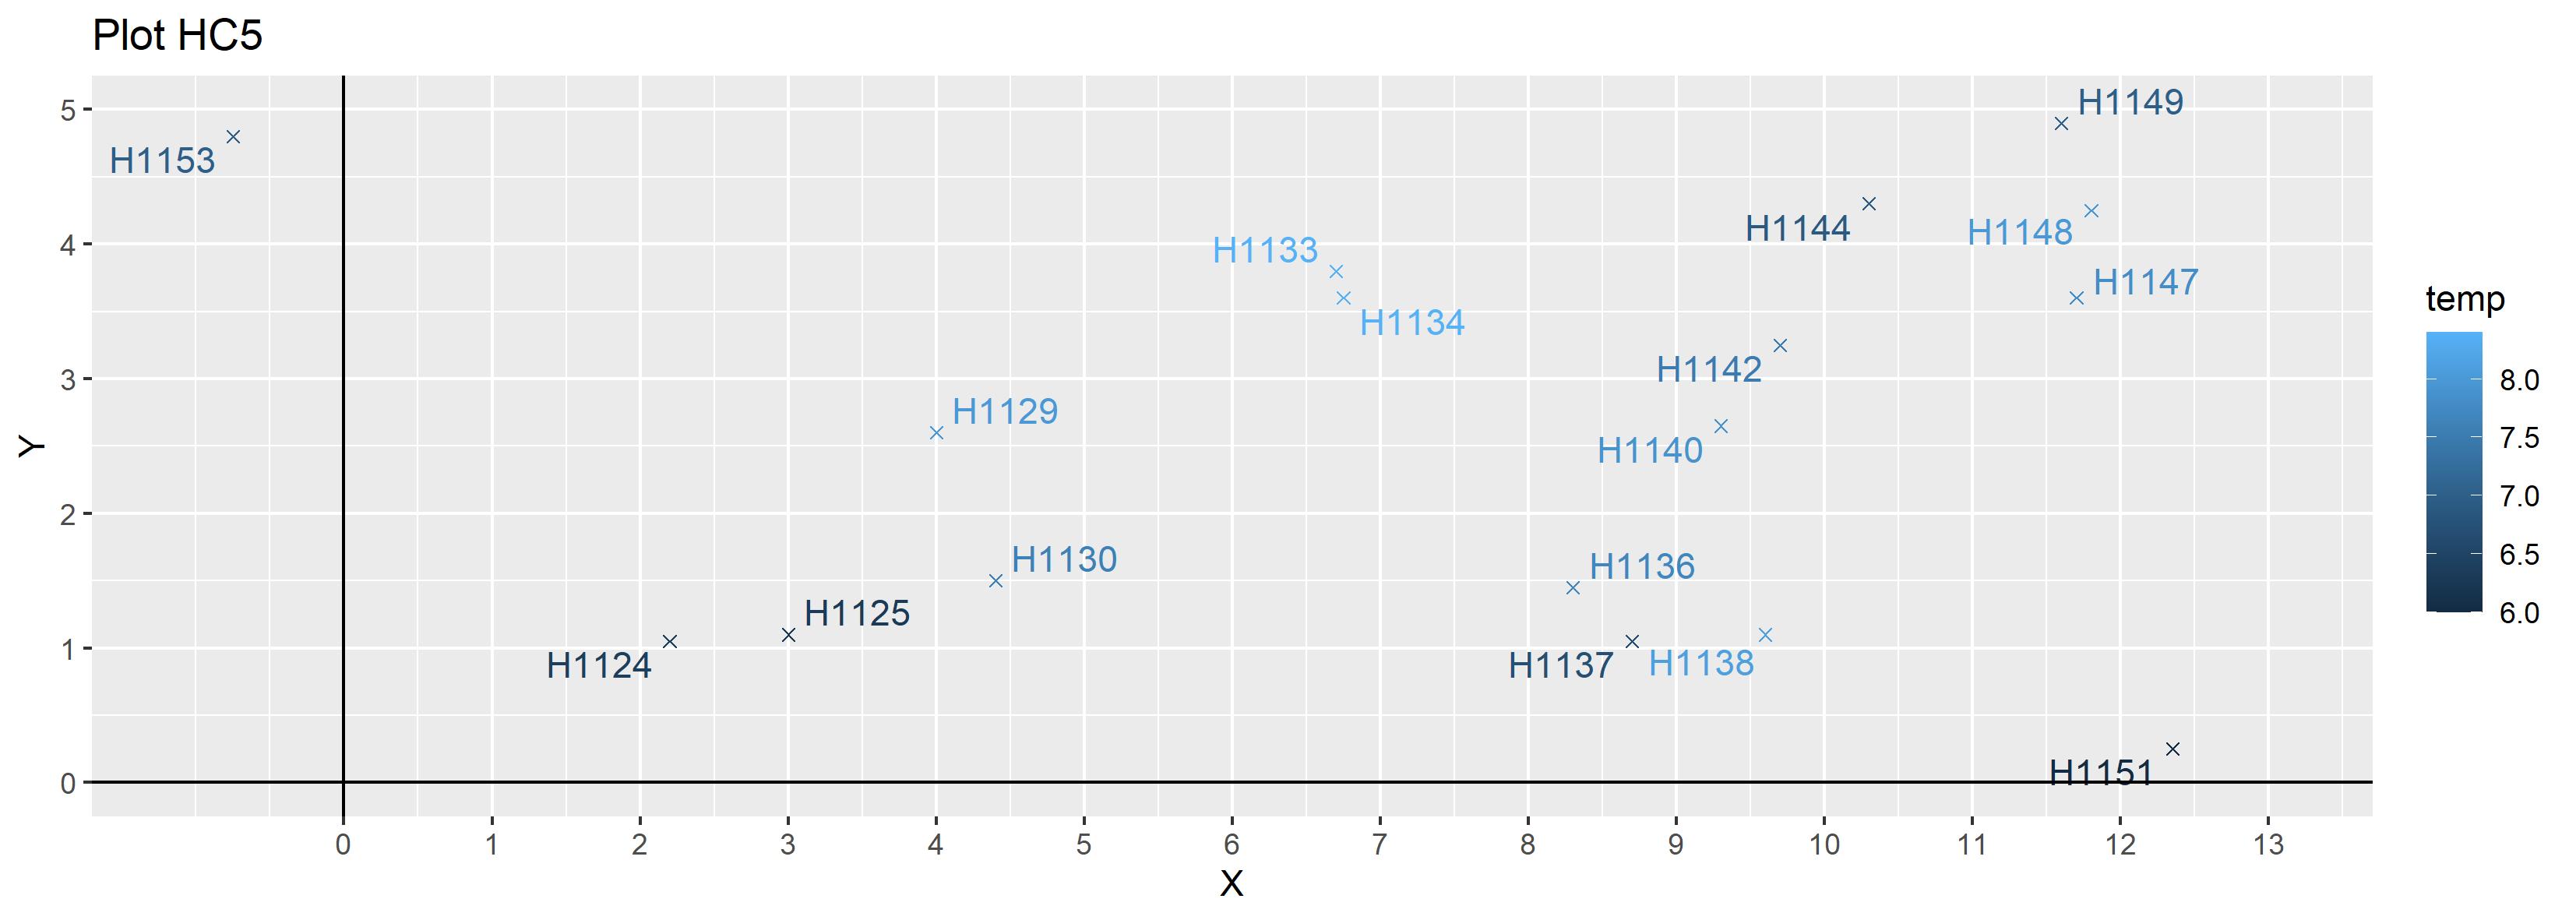 Plot HC5
5
4
3
2
1
0
Y
H1153
H1149
H1144
H1148
H1133
H1147
H1134
H1142
H1129
H1140
H1130
H1136
H1125
H1124
H1137
H1138
H1151
0 1 2 3 4 5 6 7 8 9 10 11 12 13
X
temp
8.0
7.5
7.0
6.5
6.0